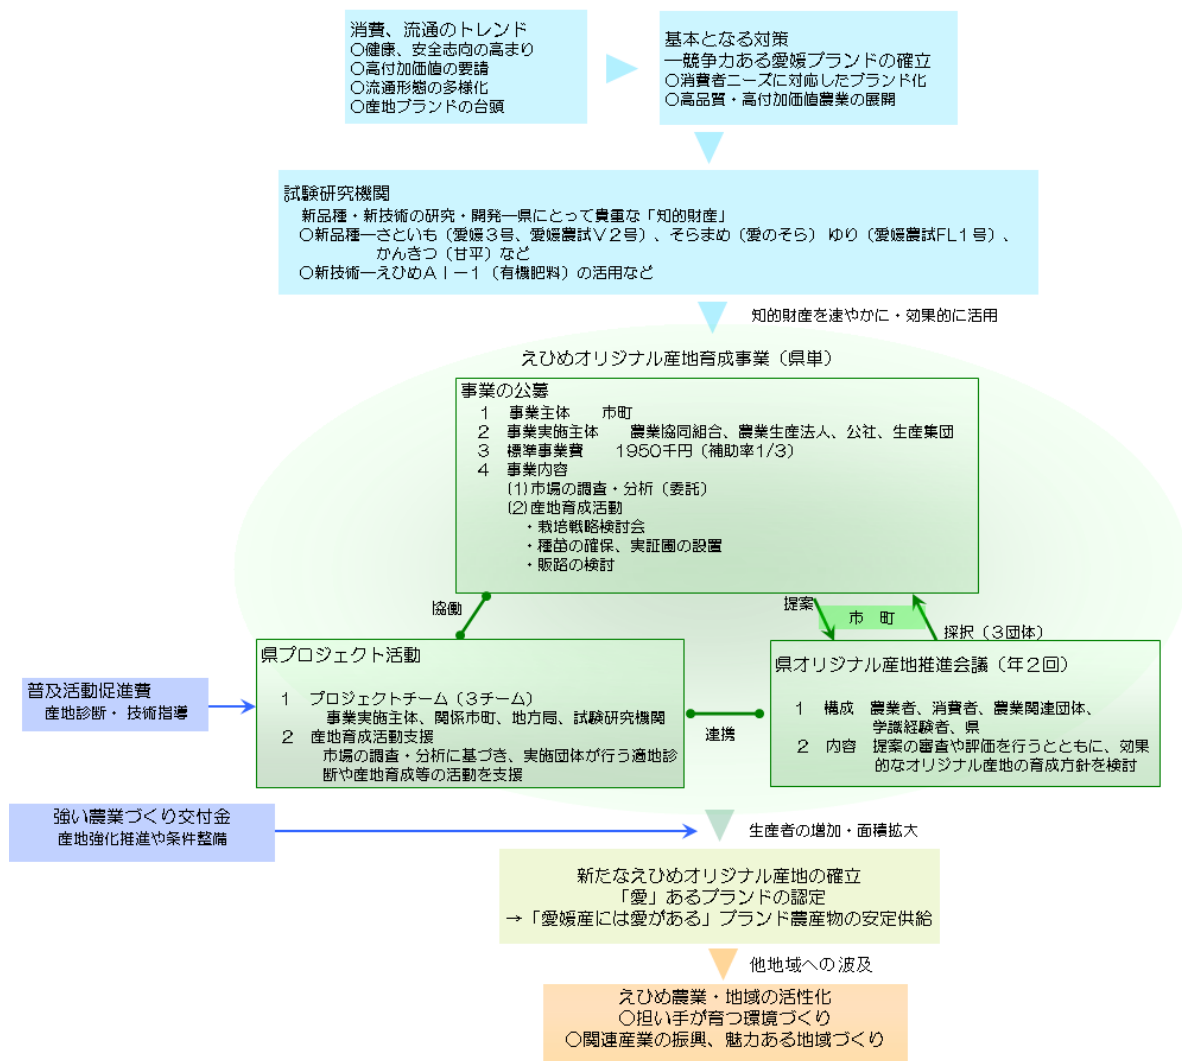 消費、流通のトレンド
○健康、安全志向の高まり
○高付加価値の要請
○流通形態の多様化
○産地ブランドの台頭
基本となる対策
―競争力ある愛媛ブランドの確立
○消費者ニーズに対応したブランド化
○高品質・高付加価値農業の展開
試験研究機関
新品種・新技術の研究・開発―県にとって貴重な「知的財産」
○新品種―さといも（愛媛３号、愛媛農試Ｖ２号）、そらまめ（愛のそら） ゆり（愛媛農試FL１号）、
かんきつ（甘平）など
○新技術―えひめＡＩ－１（有機肥料）の活用など
知的財産を速やかに・効果的に活用
えひめオリジナル産地育成事業（県単）
事業の公募
１　事業主体　　市町
２　事業実施主体　　農業協同組合、農業生産法人、公社、生産集団
３　標準事業費　　1950千円（補助率1/3）
４　事業内容
(1)市場の調査・分析（委託）
(2)産地育成活動
・栽培戦略検討会
・種苗の確保、実証圃の設置
・販路の検討
協働
提案
市　町
採択（３団体）
県プロジェクト活動
１　プロジェクトチーム（３チーム）
事業実施主体、関係市町、地方局、試験研究機関
２　産地育成活動支援
市場の調査・分析に基づき、実施団体が行う適地診
断や産地育成等の活動を支援
連携
県オリジナル産地推進会議（年２回）
１　構成　農業者、消費者、農業関連団体、
学識経験者、県
２　内容　提案の審査や評価を行うとともに、効果
的なオリジナル産地の育成方針を検討
普及活動促進費
産地診断・ 技術指導
強い農業づくり交付金
産地強化推進や条件整備
生産者の増加・面積拡大
新たなえひめオリジナル産地の確立
「愛」あるブランドの認定
→「愛媛産には愛がある」ブランド農産物の安定供給
他地域への波及
えひめ農業・地域の活性化
○担い手が育つ環境づくり
○関連産業の振興、魅力ある地域づくり